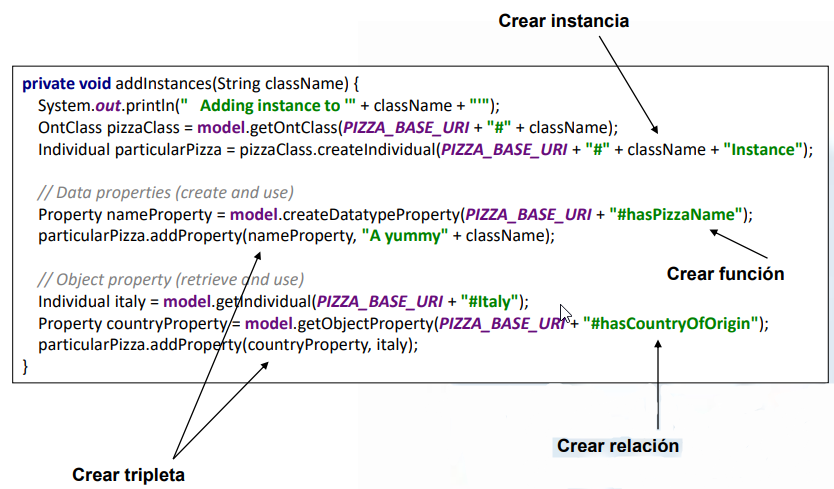 Crear instancia
private void addInstances(String className) {
System.out.println("   Adding instance to '" + className + "'");
OntClass pizzaClass = model.getOntClass(PIZZA_BASE_URI + "#" + className);
Individual particularPizza = pizzaClass.createIndividual(PIZZA_BASE_URI + "#" + className + "Instance");
// Data properties (create and use)
Property nameProperty = model.createDatatypeProperty(PIZZA_BASE_URI + "#hasPizzaName");
particularPizza.addProperty(nameProperty, "A yummy" + className);
Crear función
// Object property (retrieve and use)
Individual italy = model.getIndividual(PIZZA_BASE_URI + "#Italy");
Property countryProperty = model.getObjectProperty(PIZZA_BASE_URI + "#hasCountryOfOrigin");
particularPizza.addProperty(countryProperty, italy);
}
Crear relación
Crear tripleta